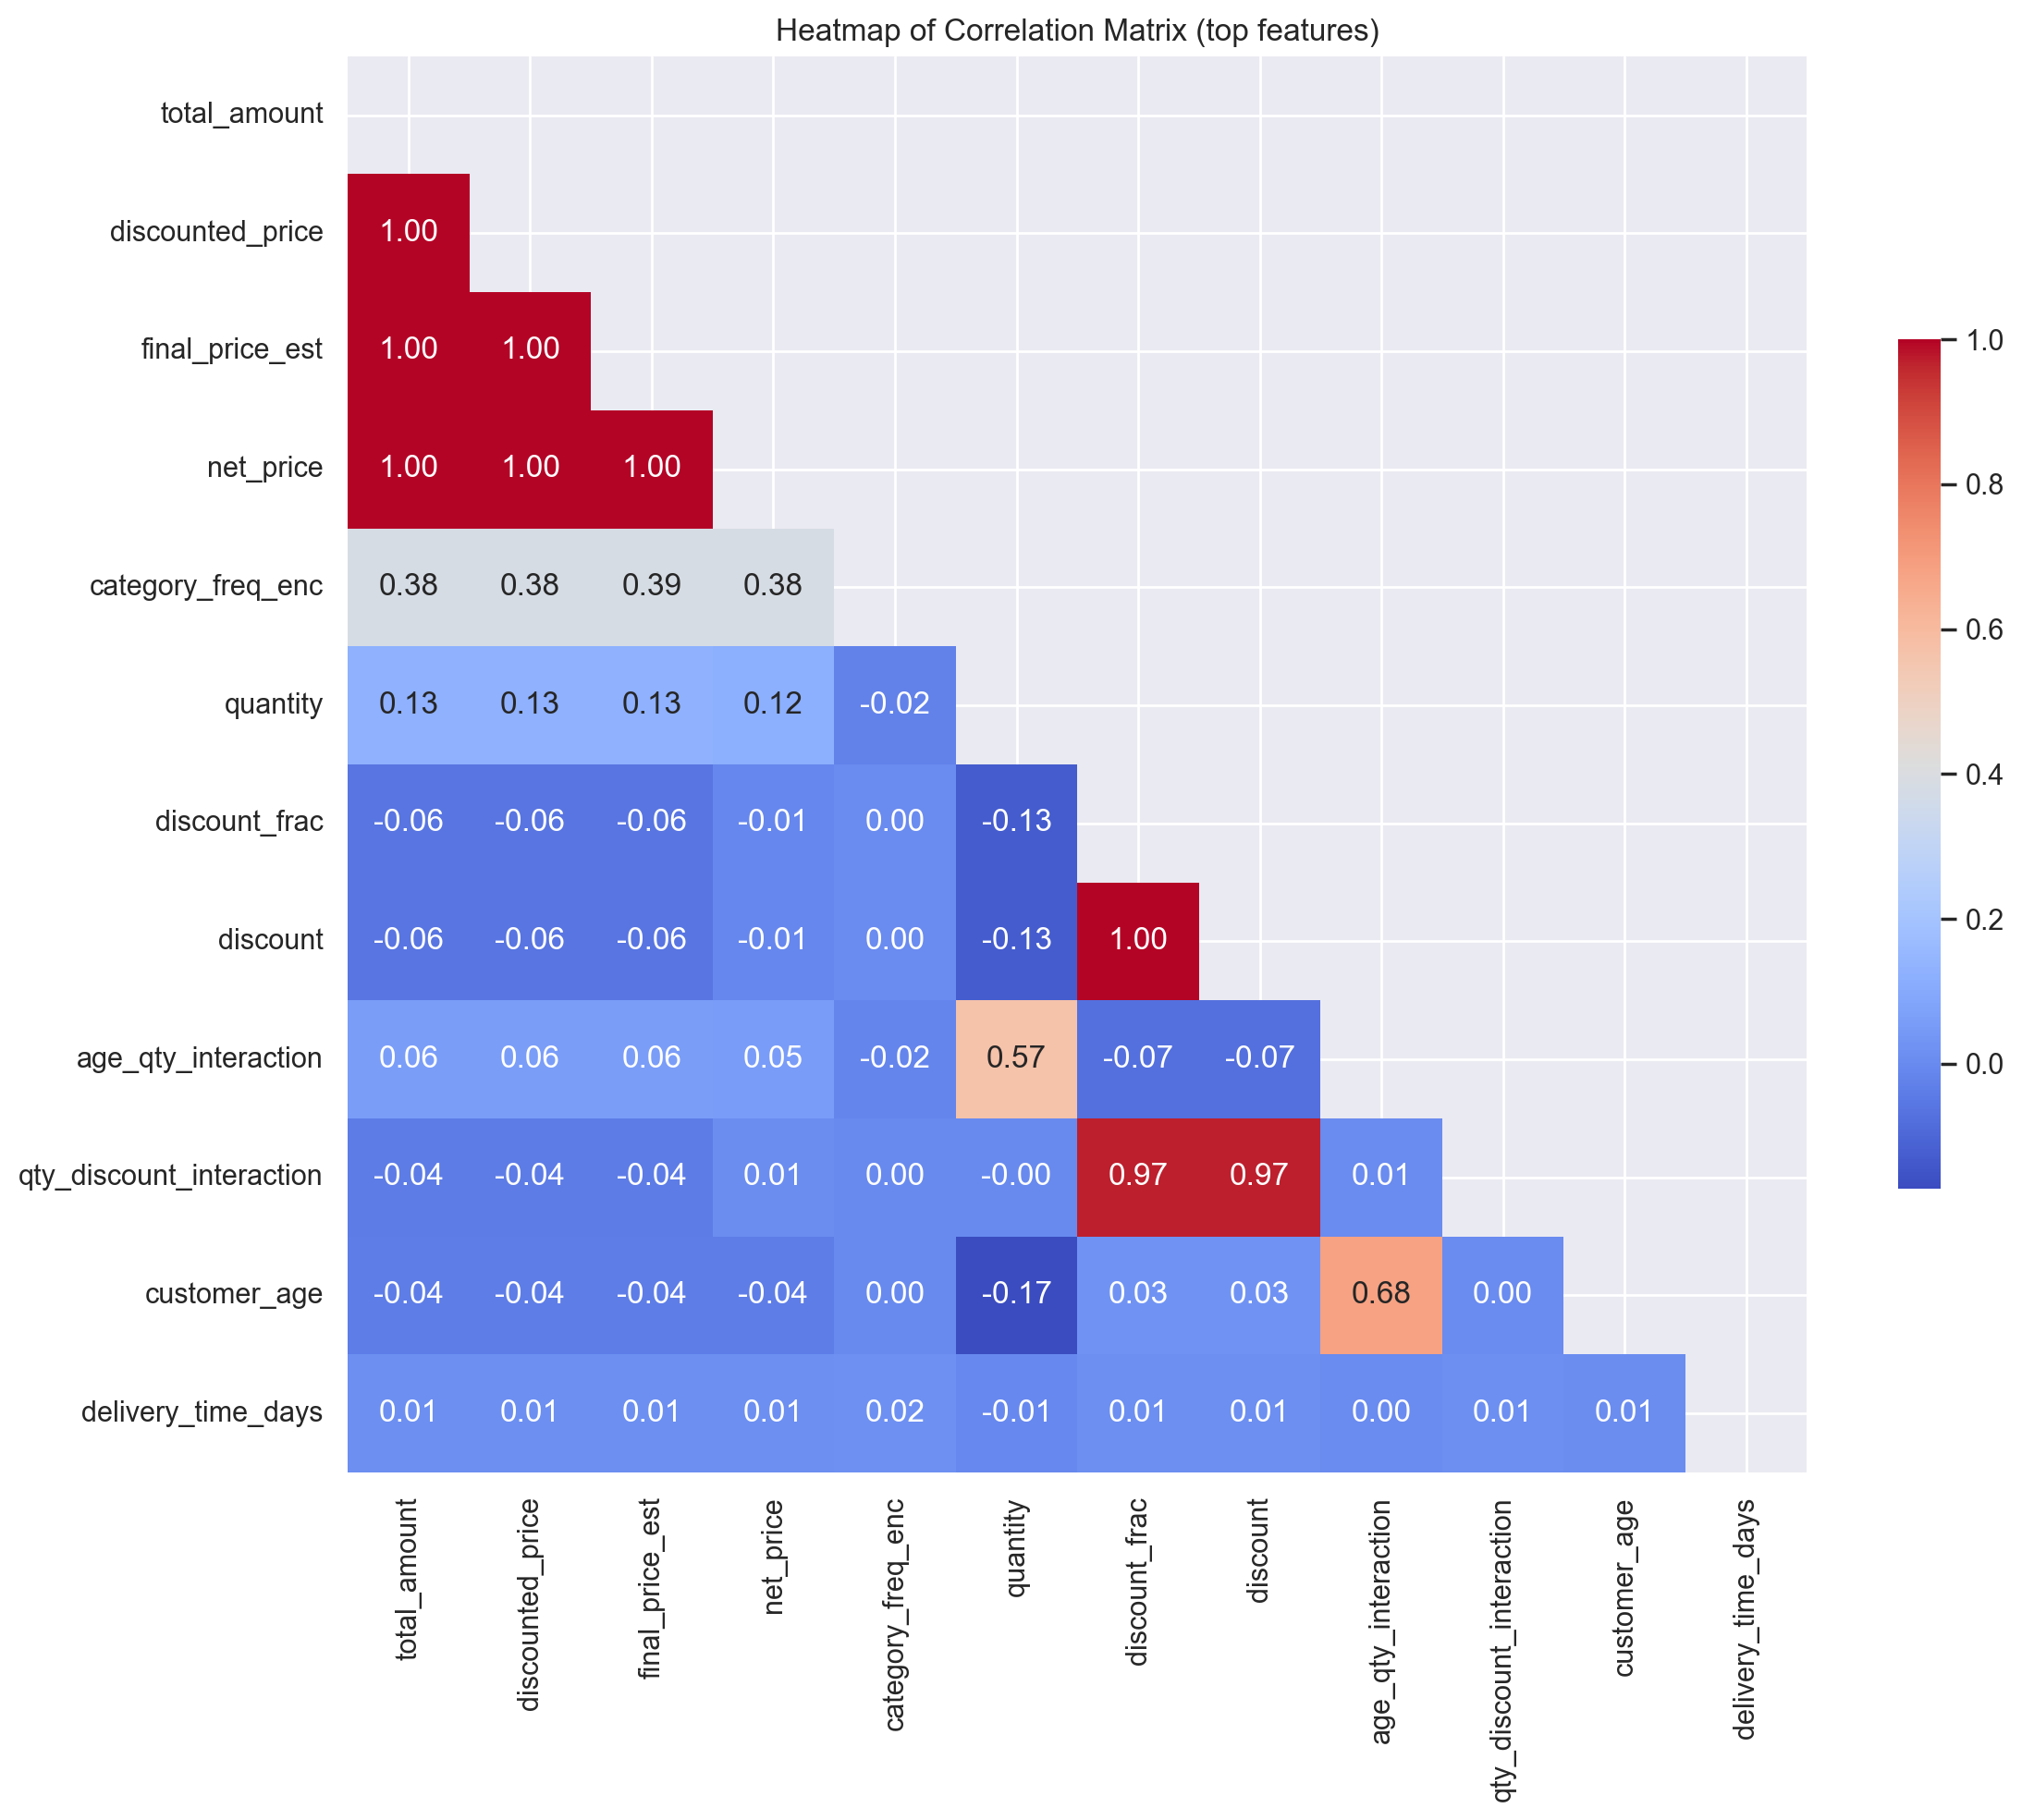 Heatmap of Correlation Matrix (top features)
total_amount
discounted_price 1.00
final_price_est 1.00 1.00
net_price 1.00 1.00 1.00
category_freq_enc 0.38 0.38 0.39 0.38
quantity 0.13 0.13 0.13 0.12 -0.02
discount_frac -0.06 -0.06 -0.06 -0.01 0.00 -0.13
discount -0.06 -0.06 -0.06 -0.01 0.00 -0.13 1.00
age_qty_interaction 0.06 0.06 0.06 0.05 -0.02 0.57 -0.07 -0.07
qty_discount_interaction -0.04 -0.04 -0.04 0.01 0.00 -0.00 0.97 0.97 0.01
customer_age -0.04 -0.04 -0.04 -0.04 0.00 -0.17 0.03 0.03 0.68 0.00
delivery_time_days 0.01 0.01 0.01 0.01 0.02 -0.01 0.01 0.01 0.00 0.01 0.01
total_amount
discounted_price
final_price_est
net_price
category_freq_enc
quantity
discount_frac
discount
age_qty_interaction
qty_discount_interaction
customer_age
delivery_time_days
1.0
0.8
0.6
0.4
0.2
0.0